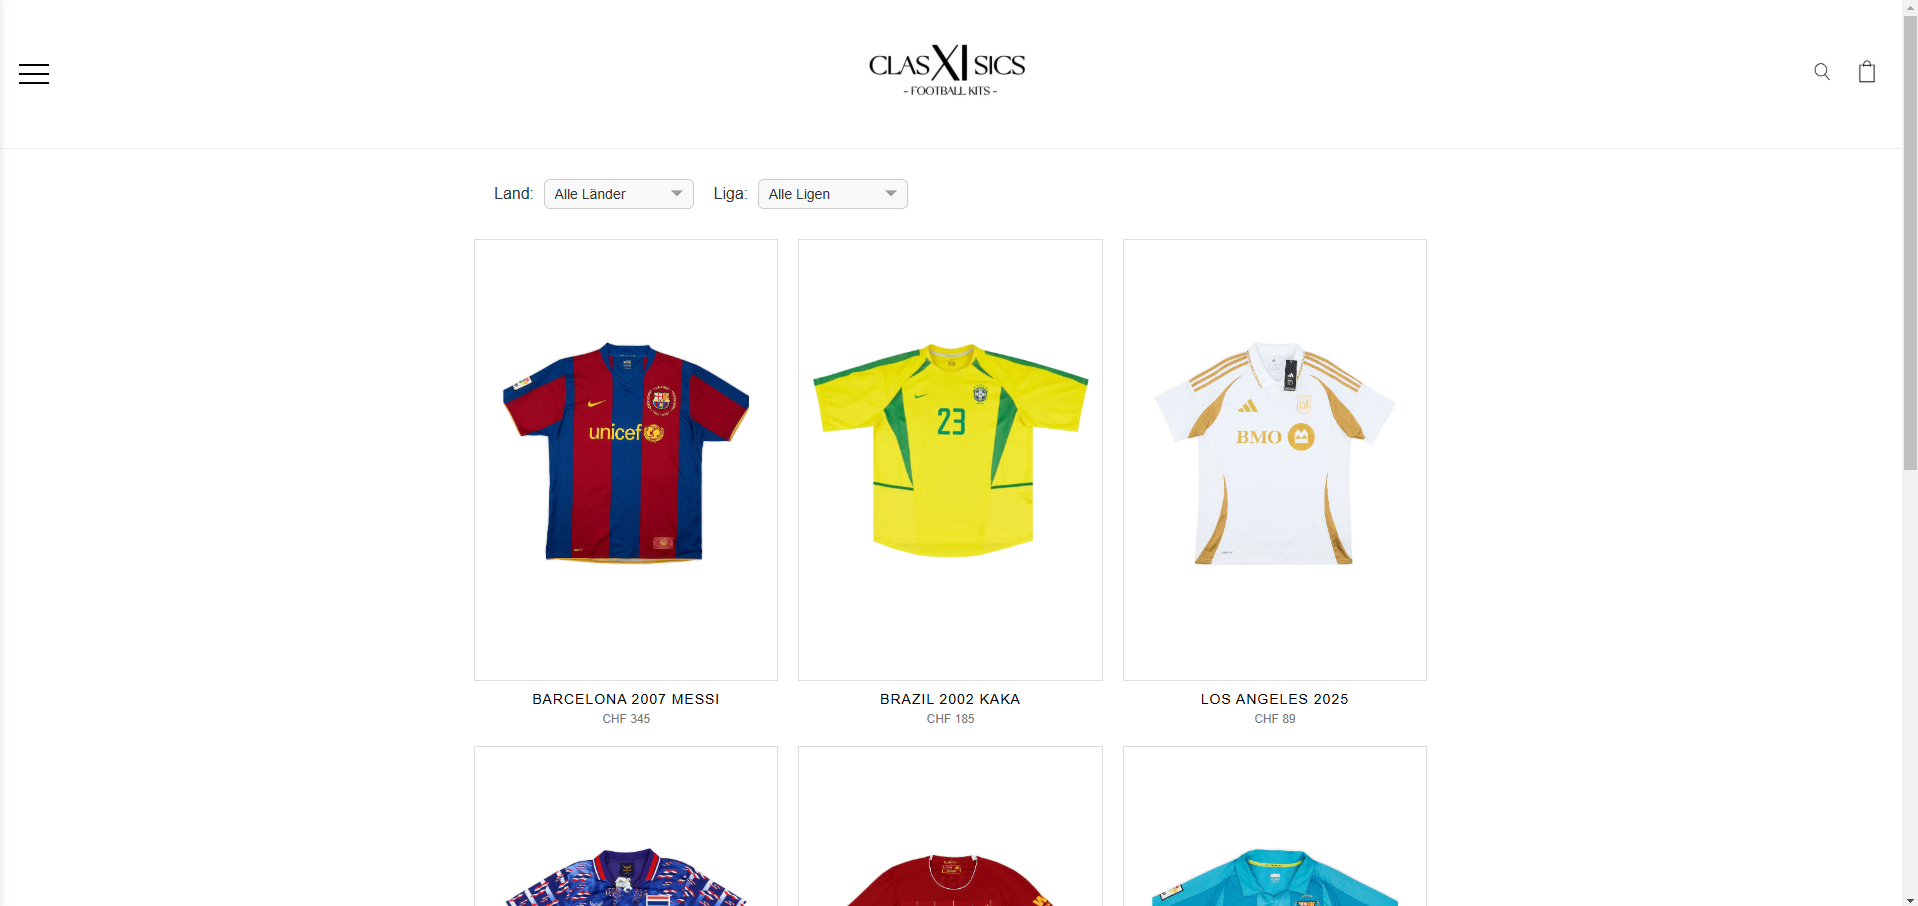 CLASXISICS
- FOOTBALL KITS -
Land: Alle Länder Liga: Alle Ligen
unicef
23
BMO
BARCELONA 2007 MESSI
CHF 345
BRAZIL 2002 KAKA
CHF 185
LOS ANGELES 2025
CHF 89